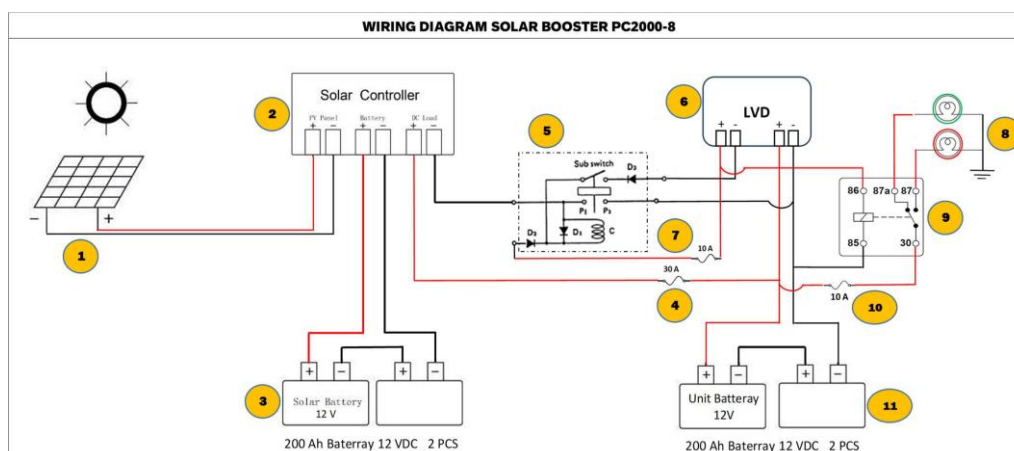 WIRING DIAGRAM SOLAR BOOSTER PC2000-8
Solar Controller
PV Panel Battery DC Load
+ − + − + −
2
− +
1
5
Sub switch
D3
P2 P3
D3 D1 C
7
10 A
30 A
4
6
LVD
+ - + -
8
86 87a 87
85 30
9
10 A
10
3
+ − + −
Solar Battery
12 V
200 Ah Baterray 12 VDC 2 PCS
+ − + −
Unit Batteray
12V
11
200 Ah Baterray 12 VDC 2 PCS